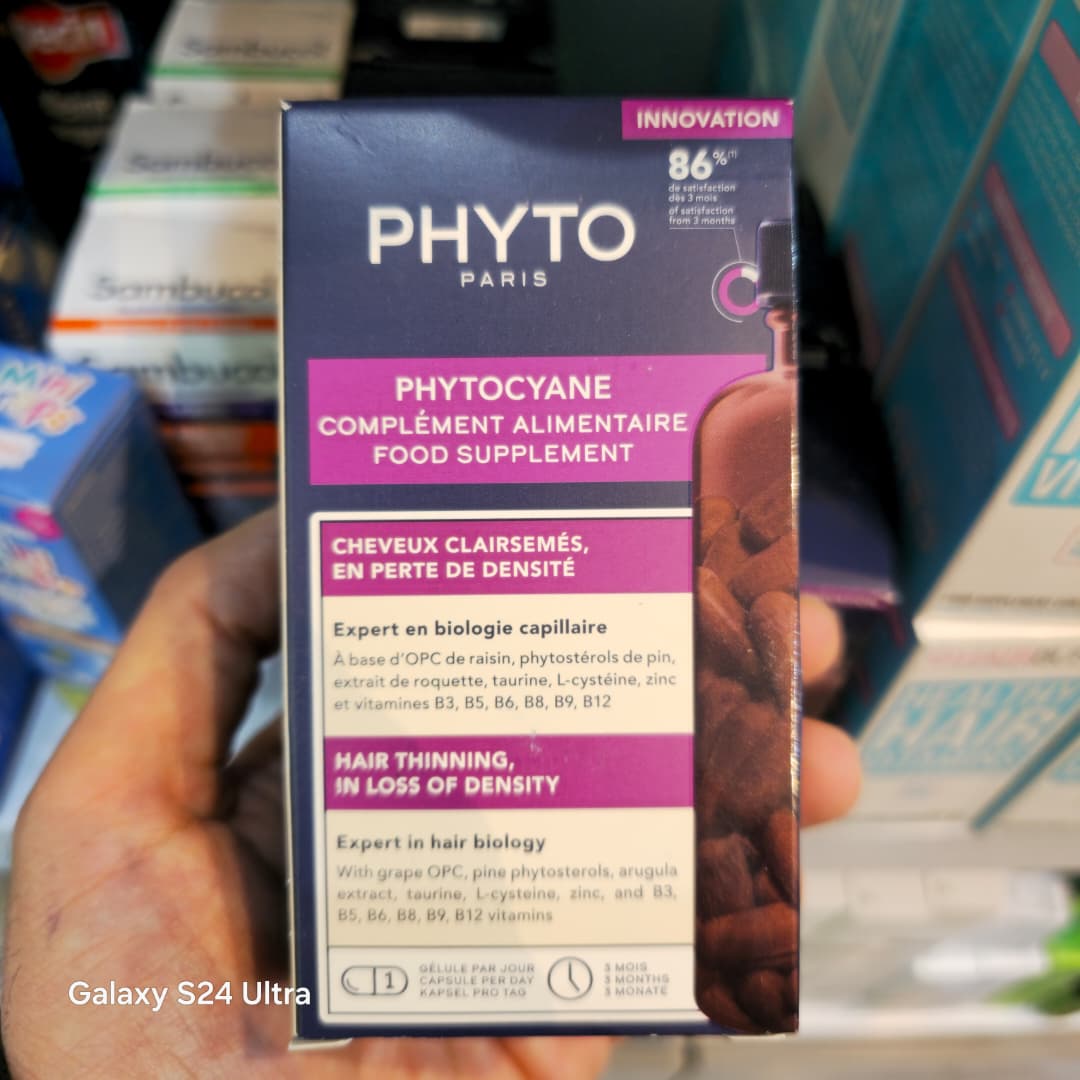 INNOVATION
86%(1)
de satisfaction
dès 3 mois
of satisfaction
from 3 months
PHYTO
PARIS
PHYTOCYANE
COMPLÉMENT ALIMENTAIRE
FOOD SUPPLEMENT
CHEVEUX CLAIRSEMÉS,
EN PERTE DE DENSITÉ
Expert en biologie capillaire
À base d'OPC de raisin, phytostérols de pin,
extrait de roquette, taurine, L-cystéine, zinc
et vitamines B3, B5, B6, B8, B9, B12
HAIR THINNING,
IN LOSS OF DENSITY
Expert in hair biology
With grape OPC, pine phytosterols, arugula
extract, taurine, L-cysteine, zinc, and B3,
B5, B6, B8, B9, B12 vitamins
1
GÉLULE PAR JOUR
CAPSULE PER DAY
KAPSEL PRO TAG
3 MOIS
3 MONTHS
3 MONATE
Sambucol
Sambucol
Sambucol
HAIR
Galaxy S24 Ultra